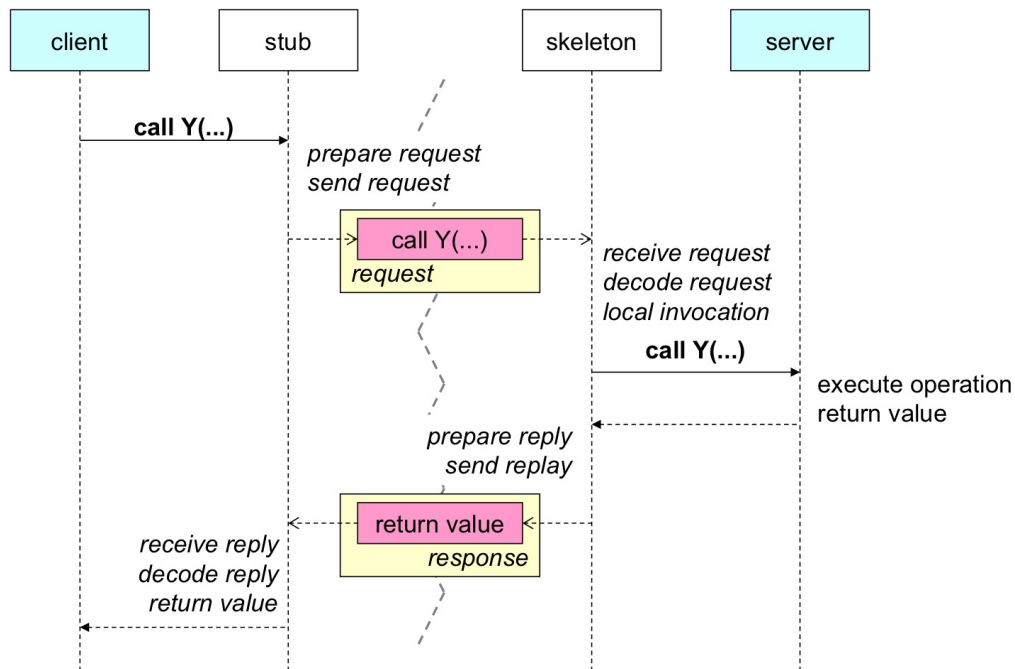 client
stub
skeleton
server
call Y(...)
prepare request
send request
call Y(...)
request
receive request
decode request
local invocation
call Y(...)
execute operation
return value
prepare reply
send replay
return value
response
receive reply
decode reply
return value